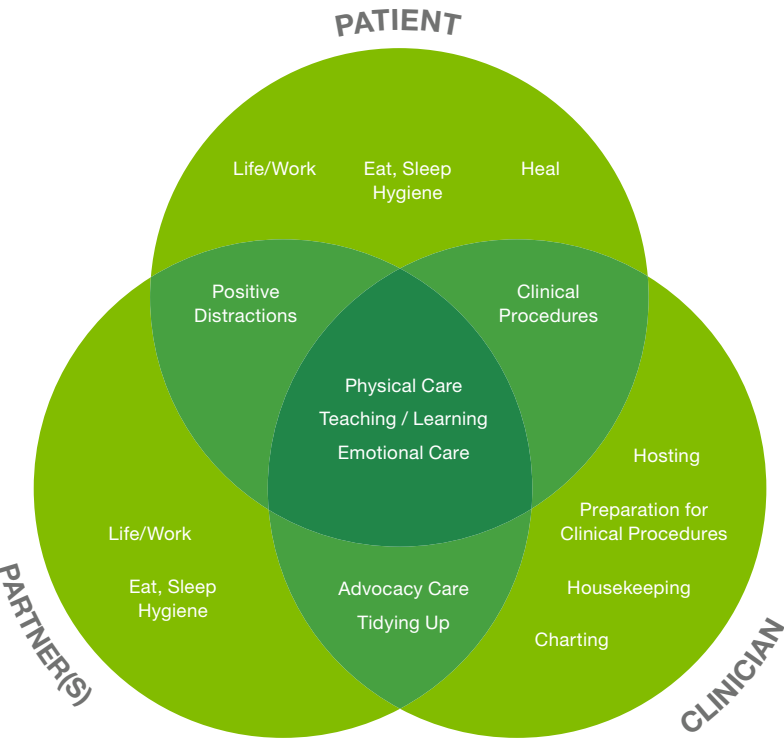 PATIENT
Life/Work
Eat, Sleep
Hygiene
Heal
Positive
Distractions
Clinical
Procedures
Physical Care
Teaching / Learning
Emotional Care
Hosting
Preparation for
Clinical Procedures
Housekeeping
Charting
Life/Work
Eat, Sleep
Hygiene
Advocacy Care
Tidying Up
PARTNER(S)
CLINICIAN